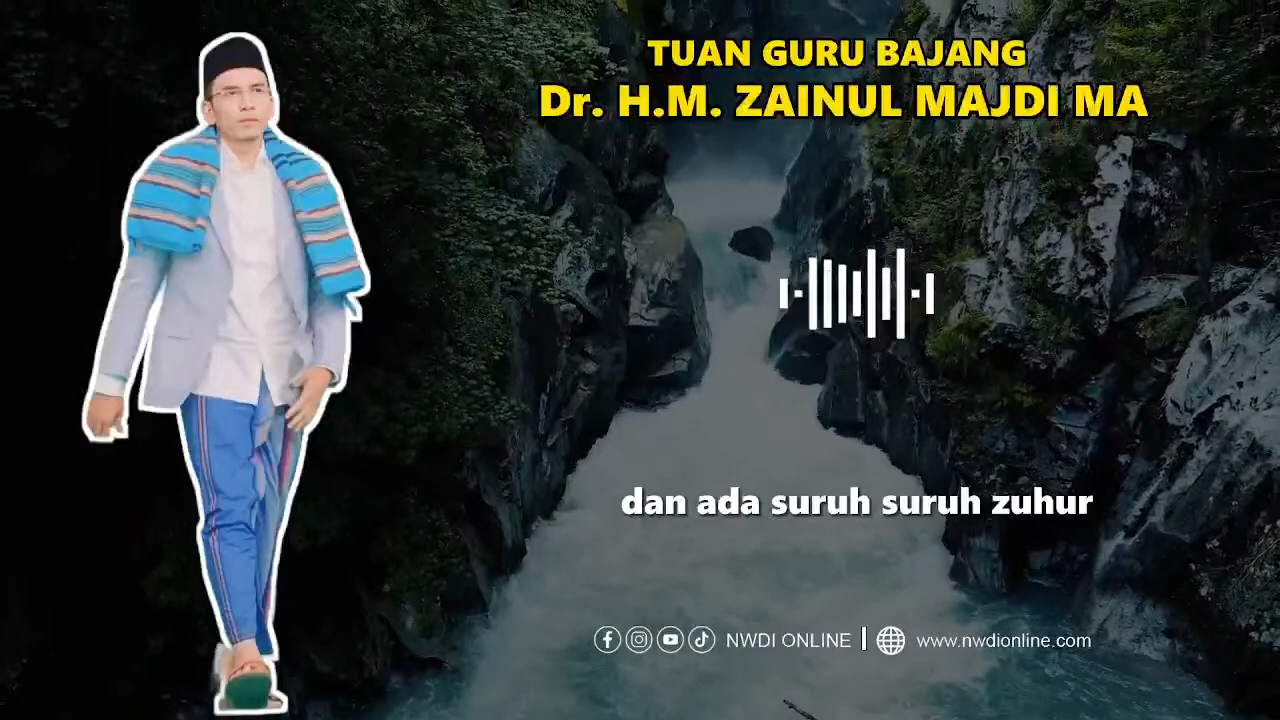 TUAN GURU BAJANG
Dr. H.M. ZAINUL MAJDI MA
dan ada suruh suruh zuhur
NWDI ONLINE | www.nwdionline.com